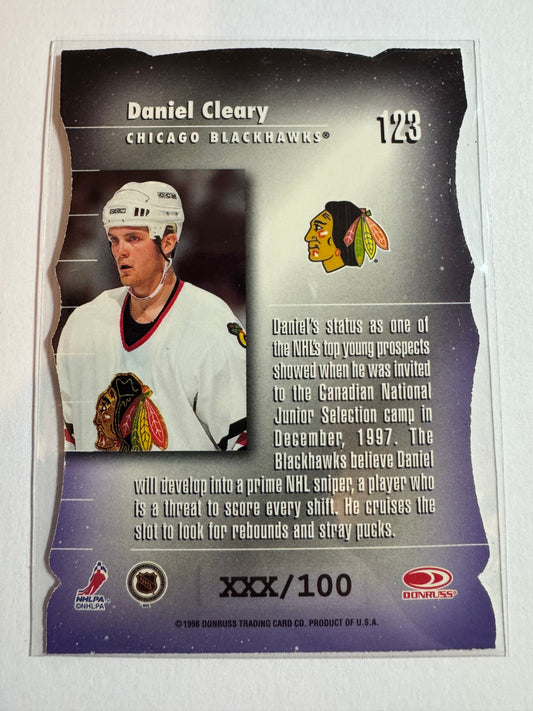 Daniel Cleary
CHICAGO BLACKHAWKS®
123
CCM
CCM
Daniel's status as one of
the NHL's top young prospects
showed when he was invited
to the Canadian National
Junior Selection camp in
December, 1997. The
Blackhawks believe Daniel
will develop into a prime NHL sniper, a player who
is a threat to score every shift. He cruises the
slot to look for rebounds and stray pucks.
NHLPA
©NHLPA
XXX/100
DONRUSS®
©1998 DONRUSS TRADING CARD CO. PRODUCT OF U.S.A.